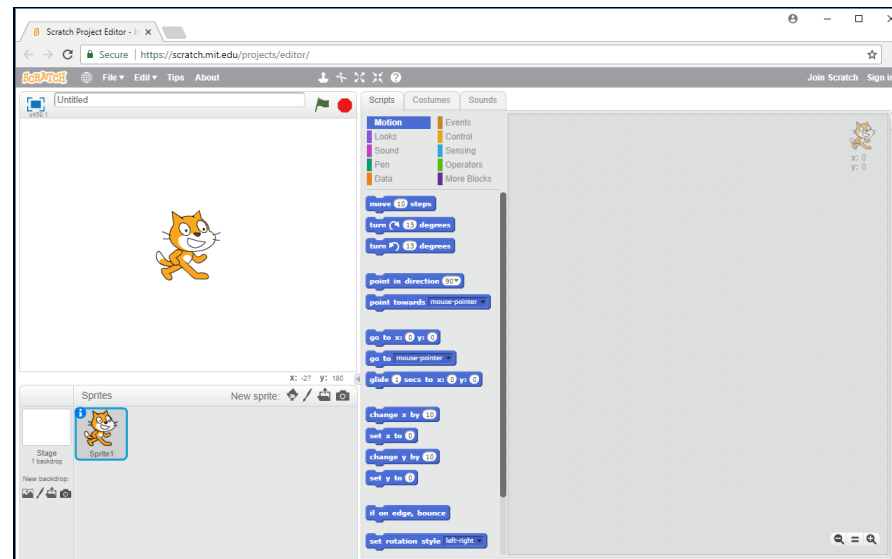 Scratch Project Editor - I
Secure | https://scratch.mit.edu/projects/editor/
SCRATCH File Edit Tips About Join Scratch Sign in
v459.1
Untitled
Scripts Costumes Sounds
Motion Events
Looks Control
Sound Sensing
Pen Operators
Data More Blocks
x: 0
y: 0
move 10 steps
turn 15 degrees
turn 15 degrees
point in direction 90
point towards mouse-pointer
go to x: 0 y: 0
go to mouse-pointer
glide 1 secs to x: 0 y: 0
change x by 10
set x to 0
change y by 10
set y to 0
if on edge, bounce
set rotation style left-right
X: -27 Y: 180
Sprites New sprite:
Stage
1 backdrop
New backdrop:
Sprite1